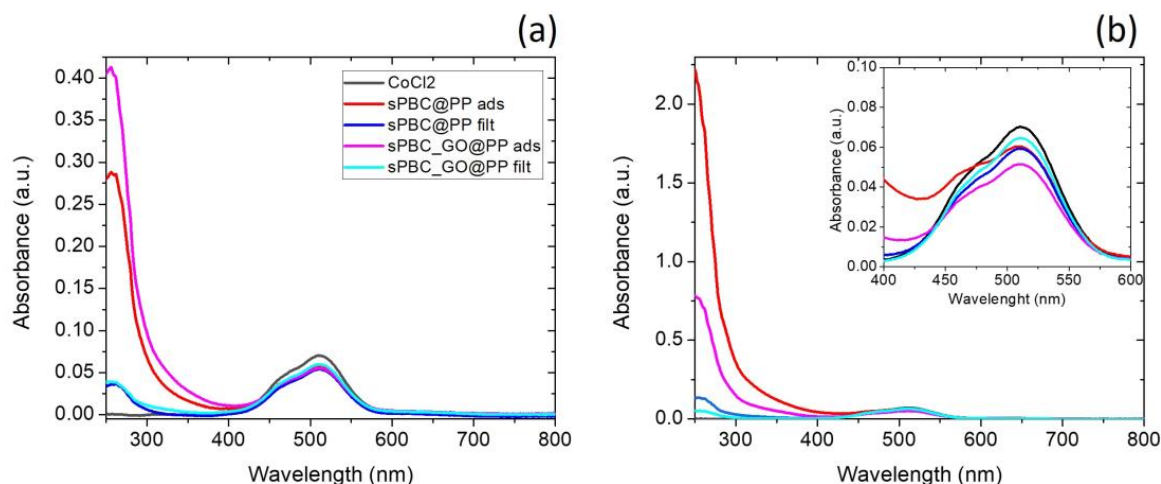 (a)
Absorbance (a.u.)
0.40
0.35
0.30
0.25
0.20
0.15
0.10
0.05
0.00
300 400 500 600 700 800
Wavelength (nm)
CoCl2
sPBC@PP ads
sPBC@PP filt
sPBC_GO@PP ads
sPBC_GO@PP filt
(b)
Absorbance (a.u.)
2.0
1.5
1.0
0.5
0.0
300 400 500 600 700 800
Wavelength (nm)
Absorbance (a.u.)
0.10
0.08
0.06
0.04
0.02
0.00
400 450 500 550 600
Wavelenght (nm)